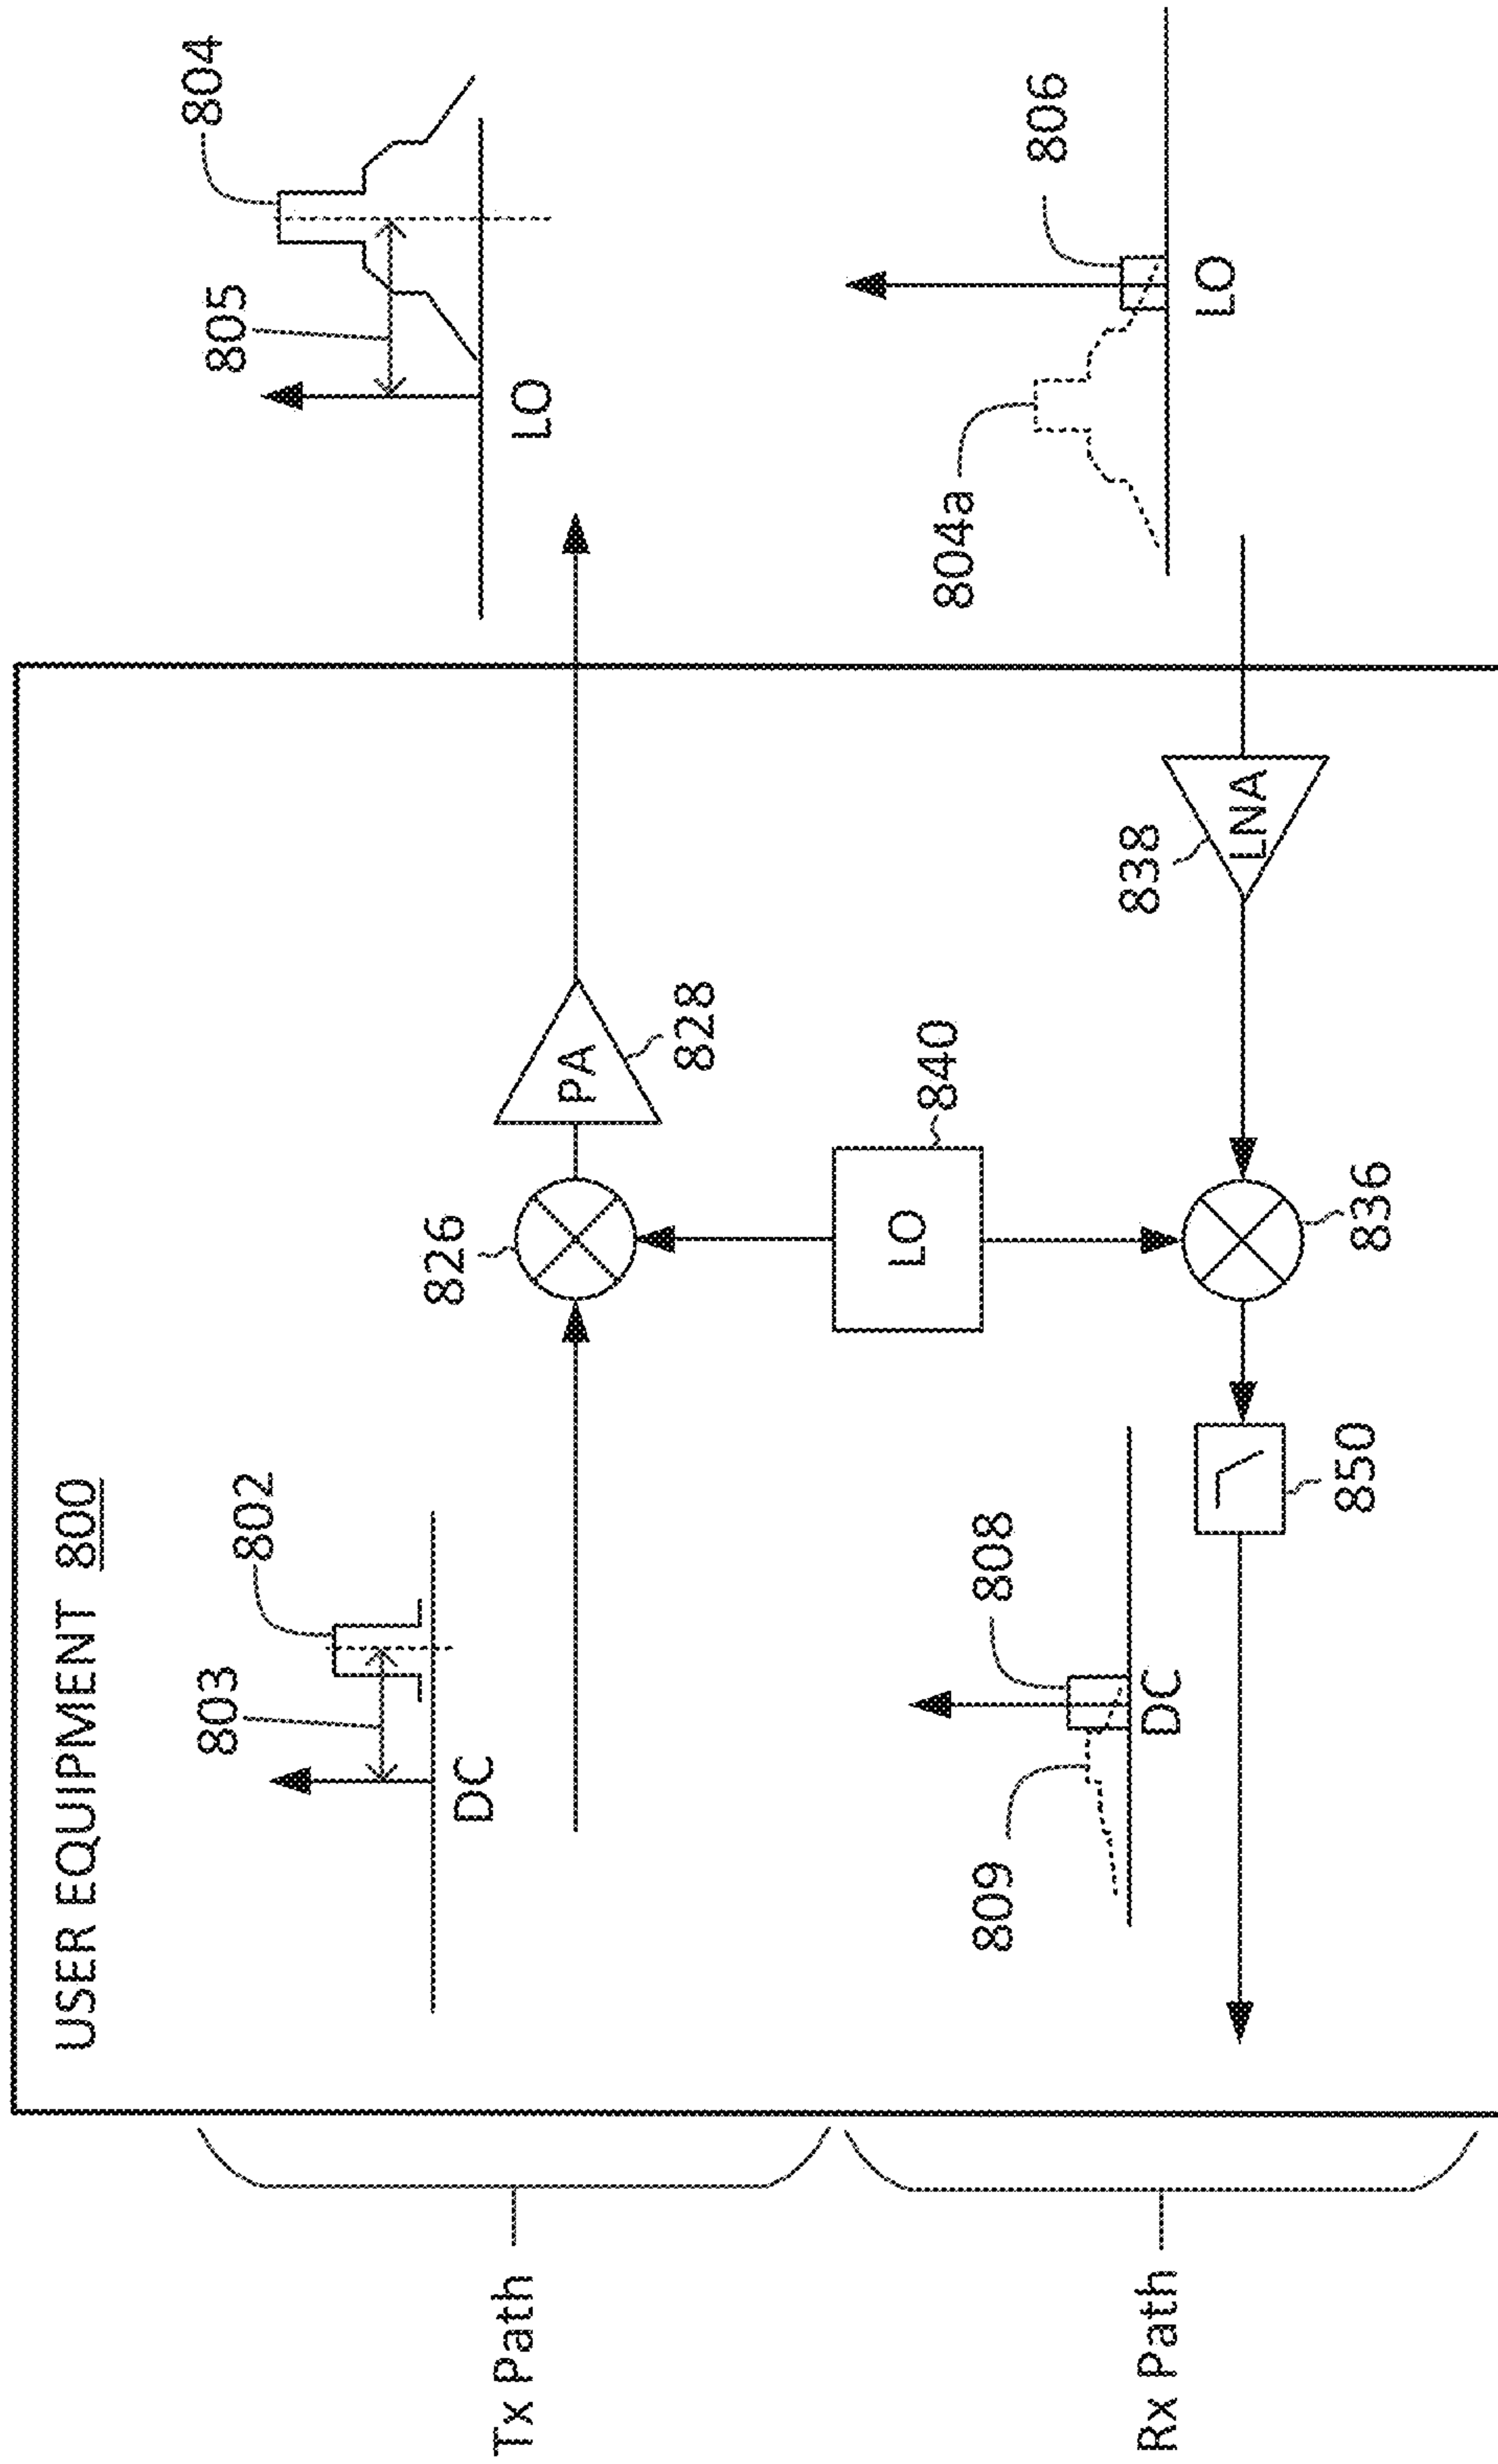 USER EQUIPMENT 800
Tx Path
803
802
DC
826
PA
828
805
804
LO
840
LO
Rx Path
809
808
DC
850
836
838
LNA
804a
806
LO